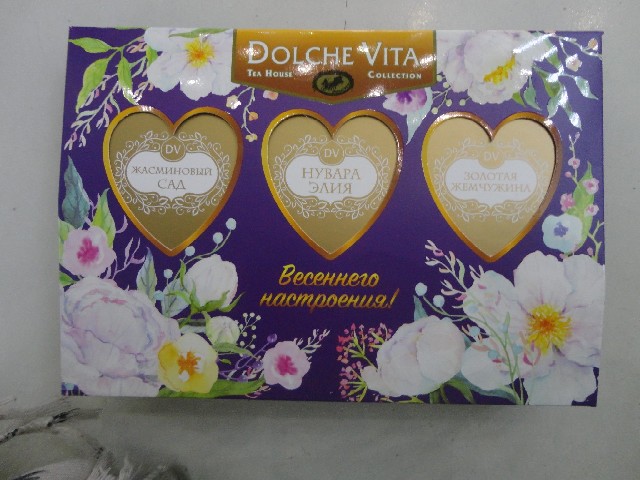 DOLCHE VITA
TEA HOUSE COLLECTION
DV
ЖАСМИНОВЫЙ
САД
DV
НУВАРА
ЭЛИЯ
DV
ЗОЛОТАЯ
ЖЕМЧУЖИНА
Весеннего
настроения!